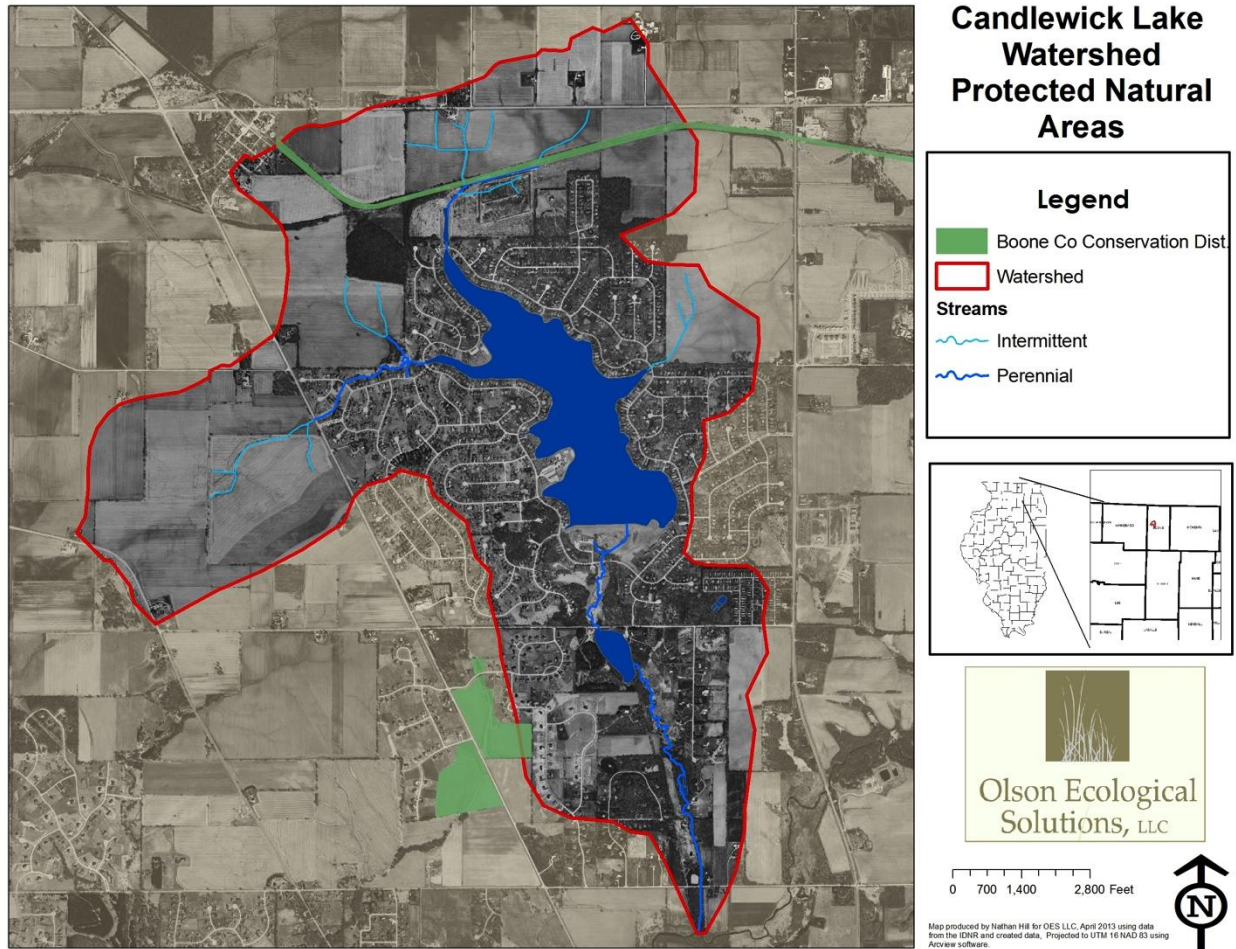 Candlewick Lake
Watershed
Protected Natural
Areas
Legend
Boone Co Conservation Dist.
Watershed
Streams
Intermittent
Perennial
Olson Ecological
Solutions, LLC
0 700 1,400 2,800 Feet
N
Map produced by Nathan Hill for OES LLC, April 2013 using data
from the IDNR and created data, Projected to UTM 16 NAD 83 using
Arcview software.